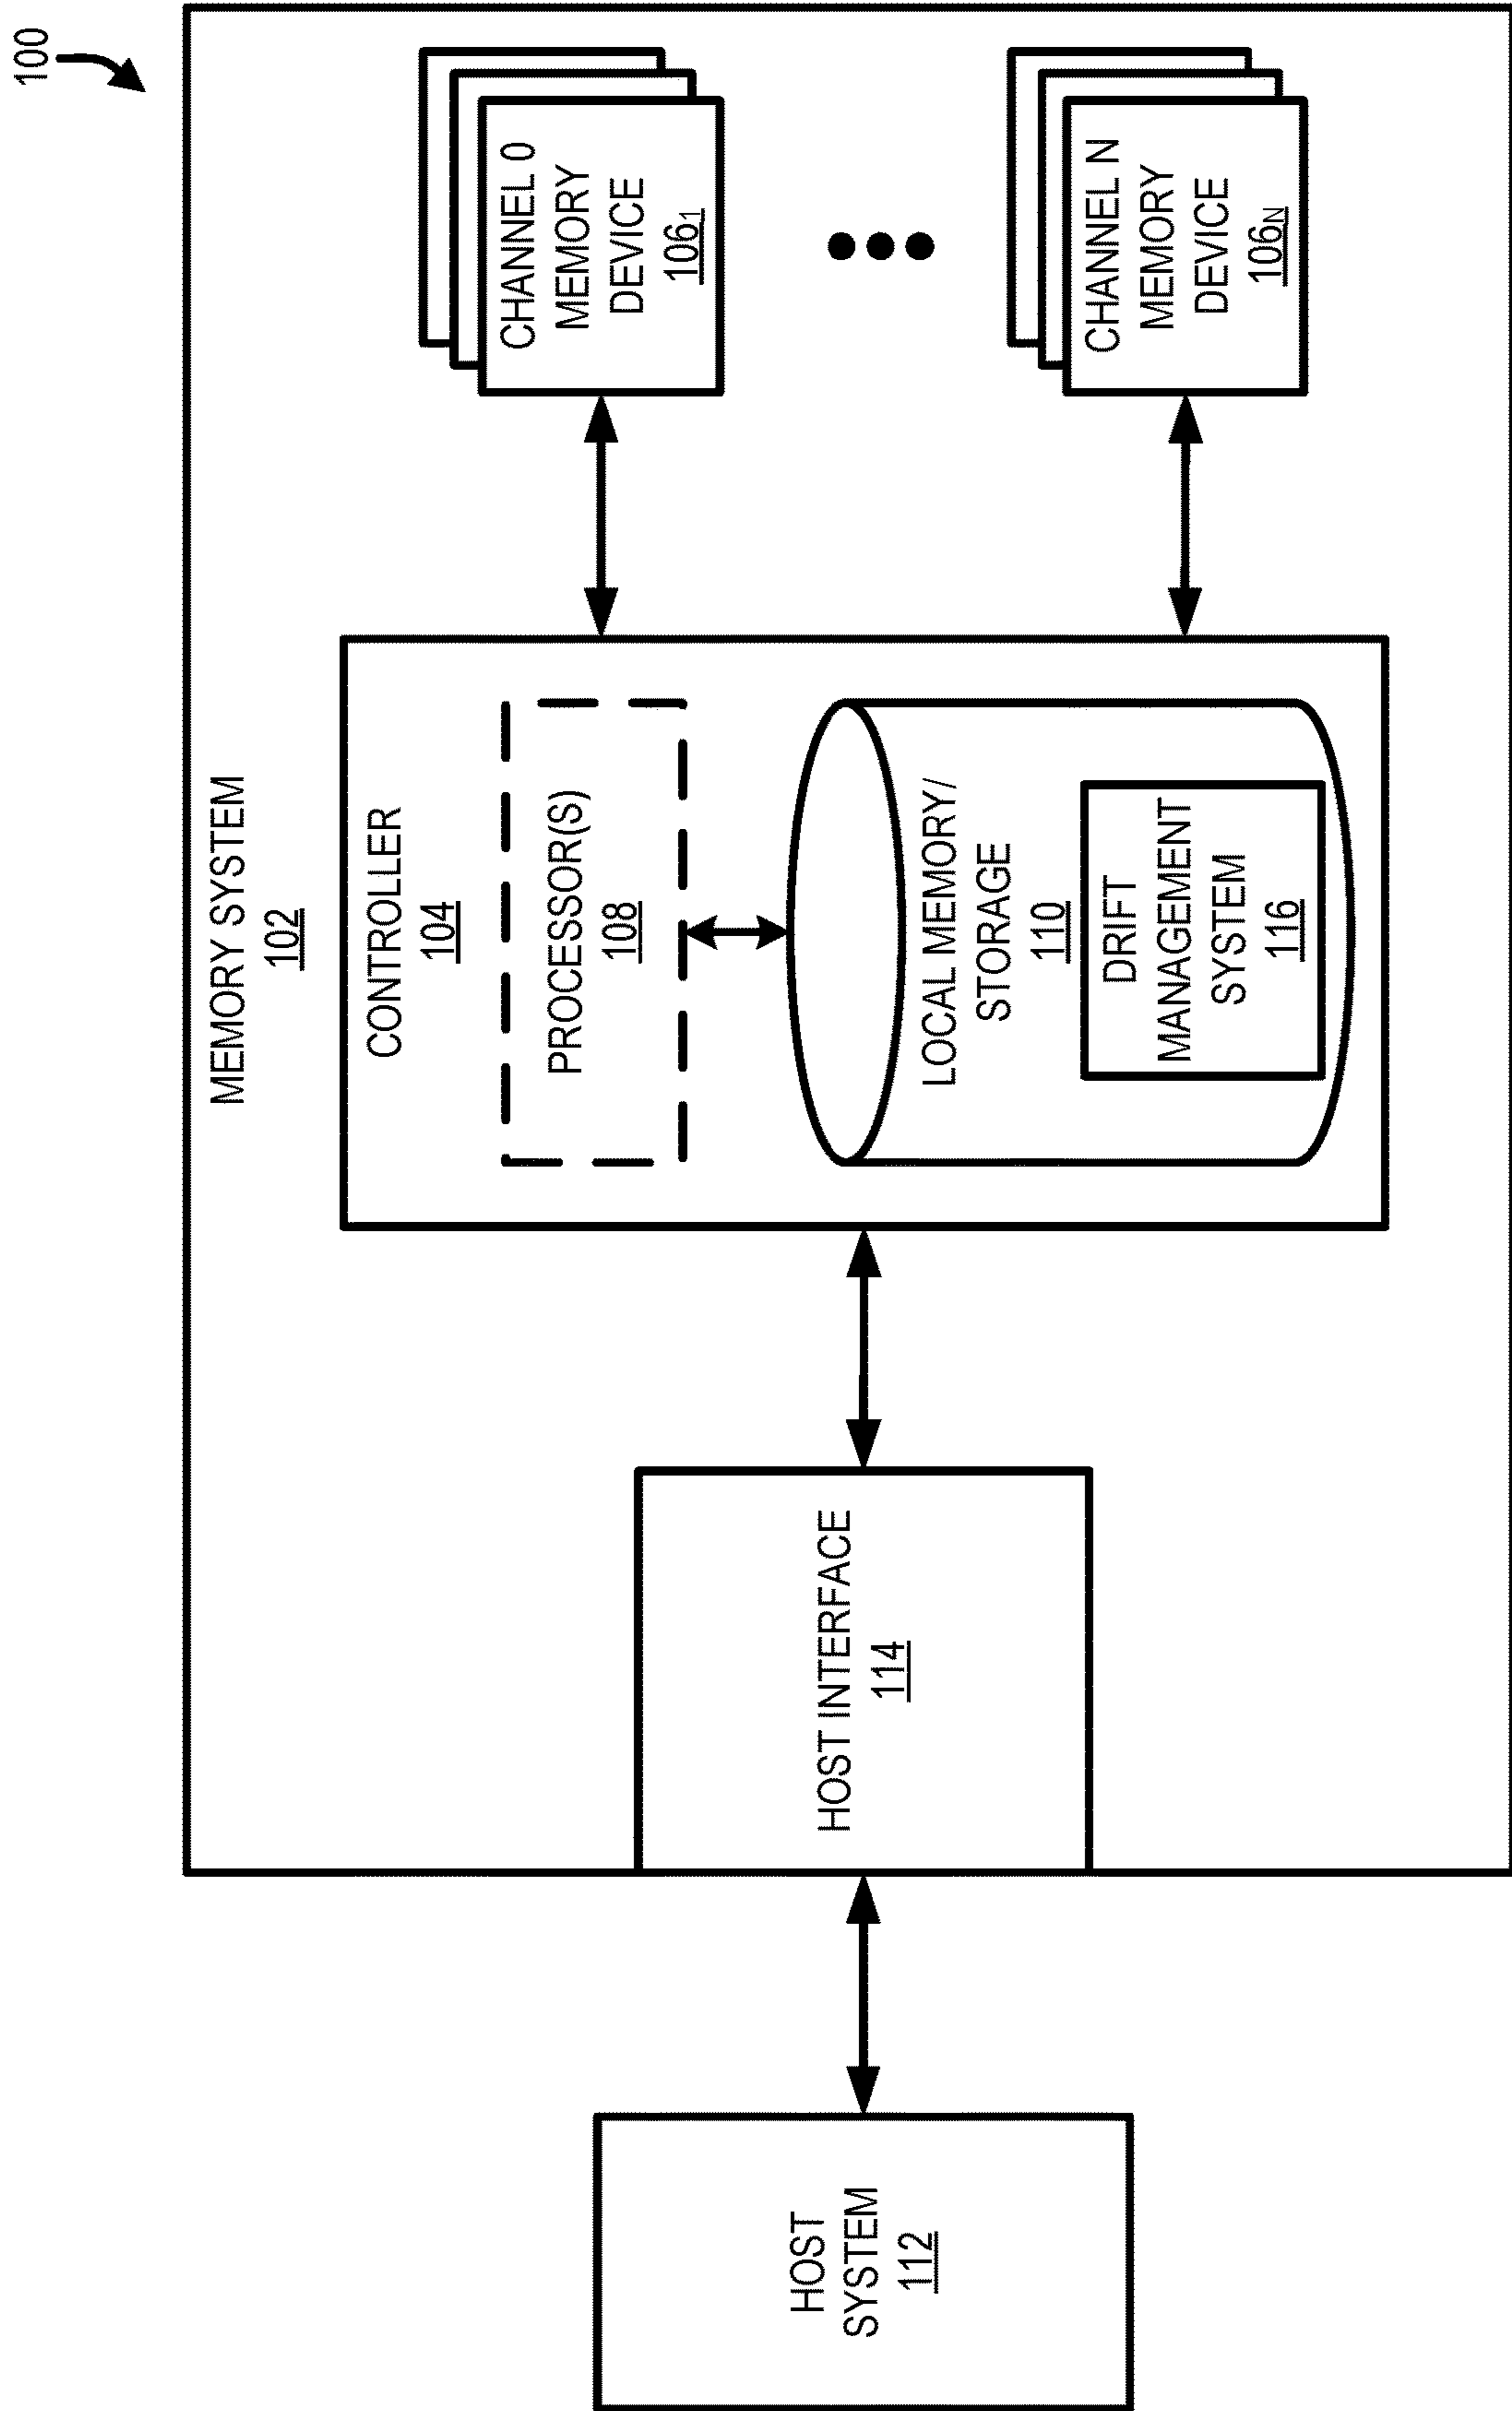 100
MEMORY SYSTEM
102
CONTROLLER
104
PROCESSOR(S)
108
LOCAL MEMORY/
STORAGE
110
DRIFT
MANAGEMENT
SYSTEM
116
CHANNEL 0
MEMORY
DEVICE
106₁
CHANNEL N
MEMORY
DEVICE
106ₙ
HOST INTERFACE
114
HOST
SYSTEM
112